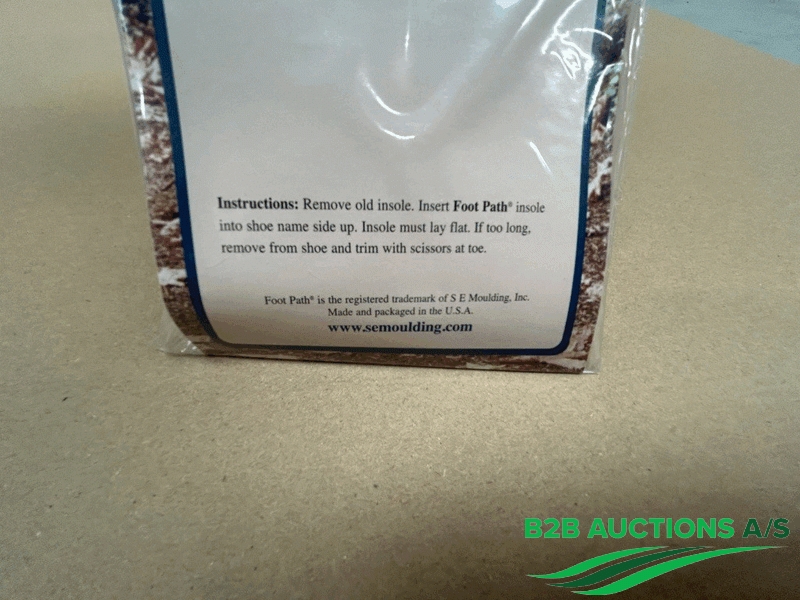 Instructions: Remove old insole. Insert Foot Path® insole
into shoe name side up. Insole must lay flat. If too long,
remove from shoe and trim with scissors at toe.
Foot Path® is the registered trademark of S E Moulding, Inc.
Made and packaged in the U.S.A.
www.semoulding.com
B2B AUCTIONS A/S